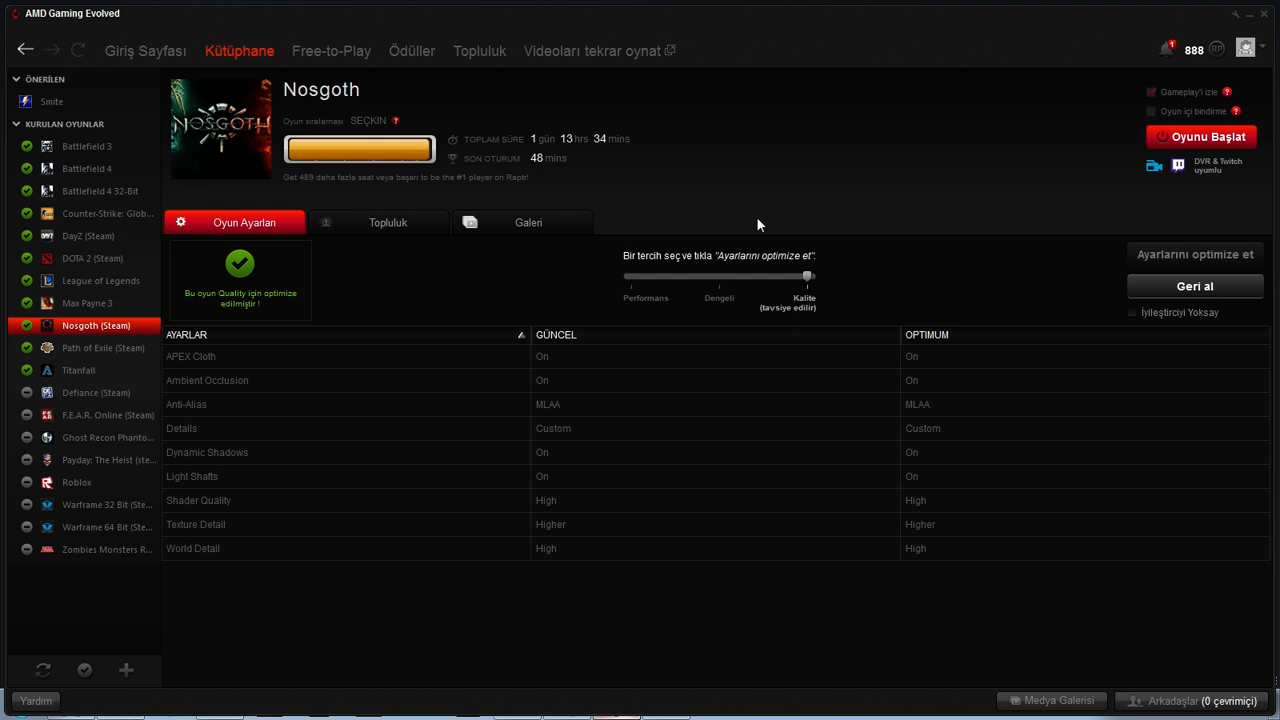 AMD Gaming Evolved
Giriş Sayfası Kütüphane Free-to-Play Ödüller Topluluk Videoları tekrar oynat
1 888 RP
ÖNERİLEN
Smite
KURULAN OYUNLAR
Battlefield 3
Battlefield 4
Battlefield 4 32-Bit
Counter-Strike: Glob...
DayZ (Steam)
DOTA 2 (Steam)
League of Legends
Max Payne 3
Nosgoth (Steam)
Path of Exile (Steam)
Titanfall
Defiance (Steam)
F.E.A.R. Online (Steam)
Ghost Recon Phanto...
Payday: The Heist (ste...
Roblox
Warframe 32 Bit (Ste...
Warframe 64 Bit (Ste...
Zombies Monsters R...
NOSGOTH
Nosgoth
Oyun sıralaması SEÇKIN ?
TOPLAM SÜRE 1 gün 13 hrs 34 mins
SON OTURUM 48 mins
Get 489 daha fazla seat veya başarı to be the #1 player on Raptr!
Gameplay'i izle ?
Oyun içi bindirme ?
Oyunu Başlat
DVR & Twitch
uyumlu
Oyun Ayarları Topluluk Galeri
Bu oyun Quality için optimize
edilmiştir !
Bir tercih seç ve tıkla "Ayarlarını optimize et".
Performans Dengeli Kalite
(tavsiye edilir)
Ayarlarını optimize et
Geri al
İyileştirciyi Yoksay
AYARLAR GÜNCEL OPTIMUM
APEX Cloth On On
Ambient Occlusion On On
Anti-Alias MLAA MLAA
Details Custom Custom
Dynamic Shadows On On
Light Shafts On On
Shader Quality High High
Texture Detail Higher Higher
World Detail High High
Yardım Medya Galerisi Arkadaşlar (0 çevrimiçi)